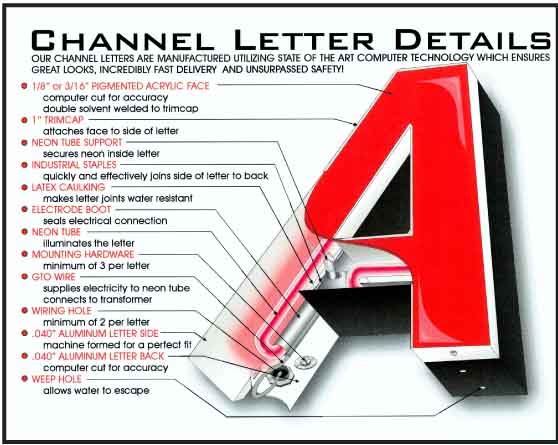 CHANNEL LETTER DETAILS
OUR CHANNEL LETTERS ARE MANUFACTURED UTILIZING STATE OF THE ART COMPUTER TECHNOLOGY WHICH ENSURES
GREAT LOOKS, INCREDIBLY FAST DELIVERY AND UNSURPASSED SAFETY!
1/8" or 3/16" PIGMENTED ACRYLIC FACE
computer cut for accuracy
double solvent welded to trimcap
1" TRIMCAP
attaches face to side of letter
NEON TUBE SUPPORT
secures neon inside letter
INDUSTRIAL STAPLES
quickly and effectively joins side of letter to back
LATEX CAULKING
makes letter joints water resistant
ELECTRODE BOOT
seals electrical connection
NEON TUBE
illuminates the letter
MOUNTING HARDWARE
minimum of 3 per letter
GTO WIRE
supplies electricity to neon tube
connects to transformer
WIRING HOLE
minimum of 2 per letter
.040" ALUMINUM LETTER SIDE
machine formed for a perfect fit
.040" ALUMINUM LETTER BACK
computer cut for accuracy
WEEP HOLE
allows water to escape
A